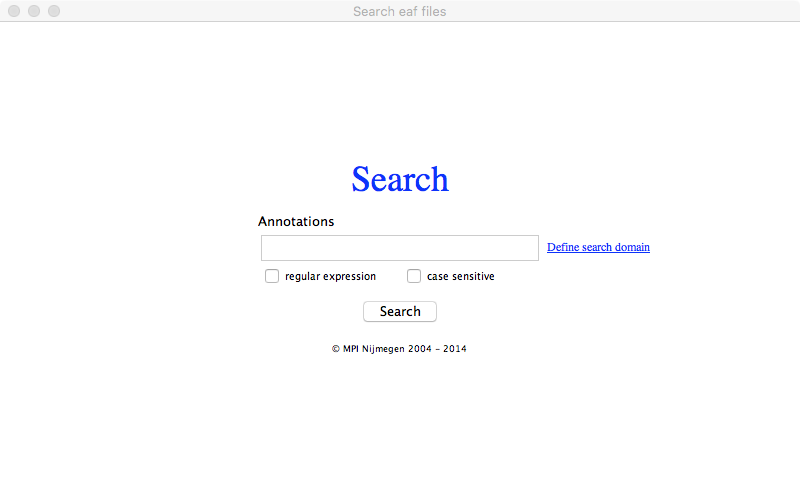 Search eaf files
Search
Annotations
Define search domain
regular expression case sensitive
Search
© MPI Nijmegen 2004 - 2014